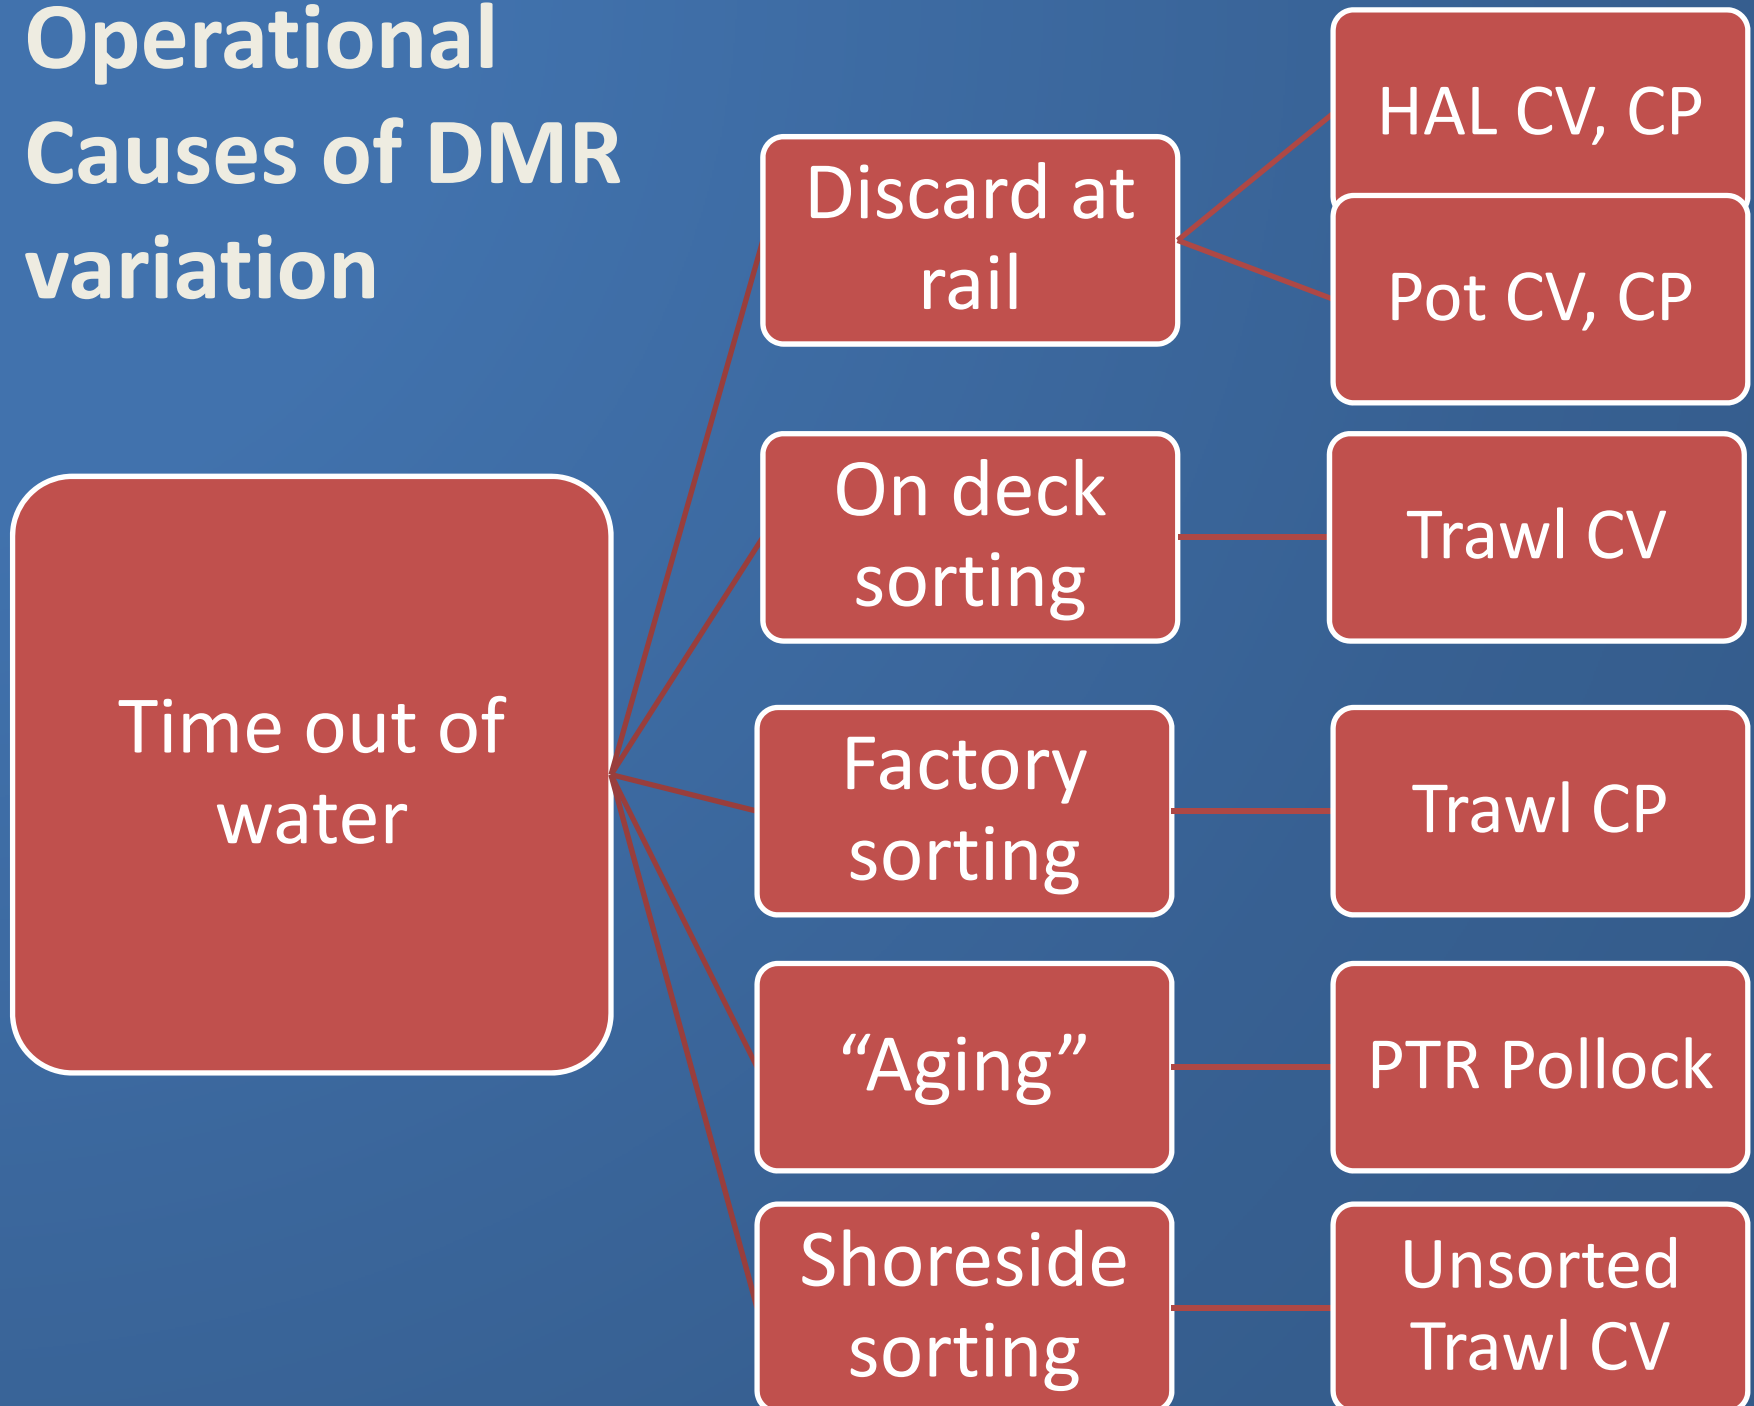 Operational
Causes of DMR
variation
Time out of
water
Discard at
rail
HAL CV, CP
Pot CV, CP
On deck
sorting
Trawl CV
Factory
sorting
Trawl CP
“Aging”
PTR Pollock
Shoreside
sorting
Unsorted
Trawl CV